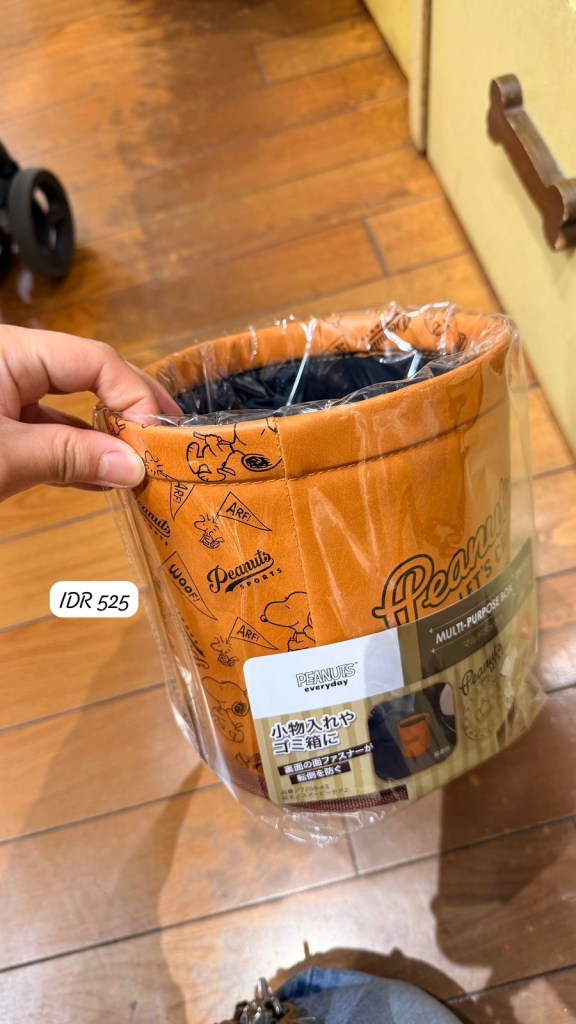 ARF!
Peanuts
SPORTS
WOOF!
ARF!
Peanuts
MULTI-PURPOSE BOX
IDR 525
PEANUTS
everyday
小物入れや
ゴミ箱に
裏面の面ファスナーが
転倒を防ぐ